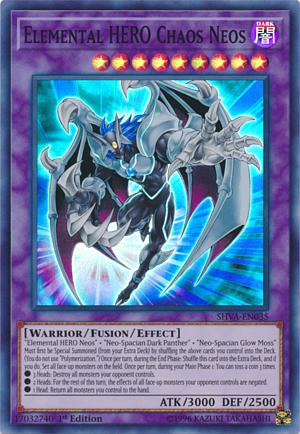 ELEMENTAL HERO CHAOS NEOS
DARK
闇
SHVA-EN035
[WARRIOR/FUSION/EFFECT]
"Elemental HERO Neos" + "Neo-Spacian Dark Panther" + "Neo-Spacian Glow Moss"
Must first be Special Summoned (from your Extra Deck) by shuffling the above cards you control into the Deck.
(You do not use "Polymerization".) Once per turn, during the End Phase: Shuffle this card into the Extra Deck, and if
you do, Set all face-up monsters on the field. Once per turn, during your Main Phase 1: You can toss a coin 3 times.
● 3 Heads: Destroy all monsters your opponent controls.
● 2 Heads: For the rest of this turn, the effects of all face-up monsters your opponent controls are negated.
● 1 Head: Return all monsters you control to the hand.
ATK/3000 DEF/2500
17032740 1st Edition ©1996 KAZUKI TAKAHASHI